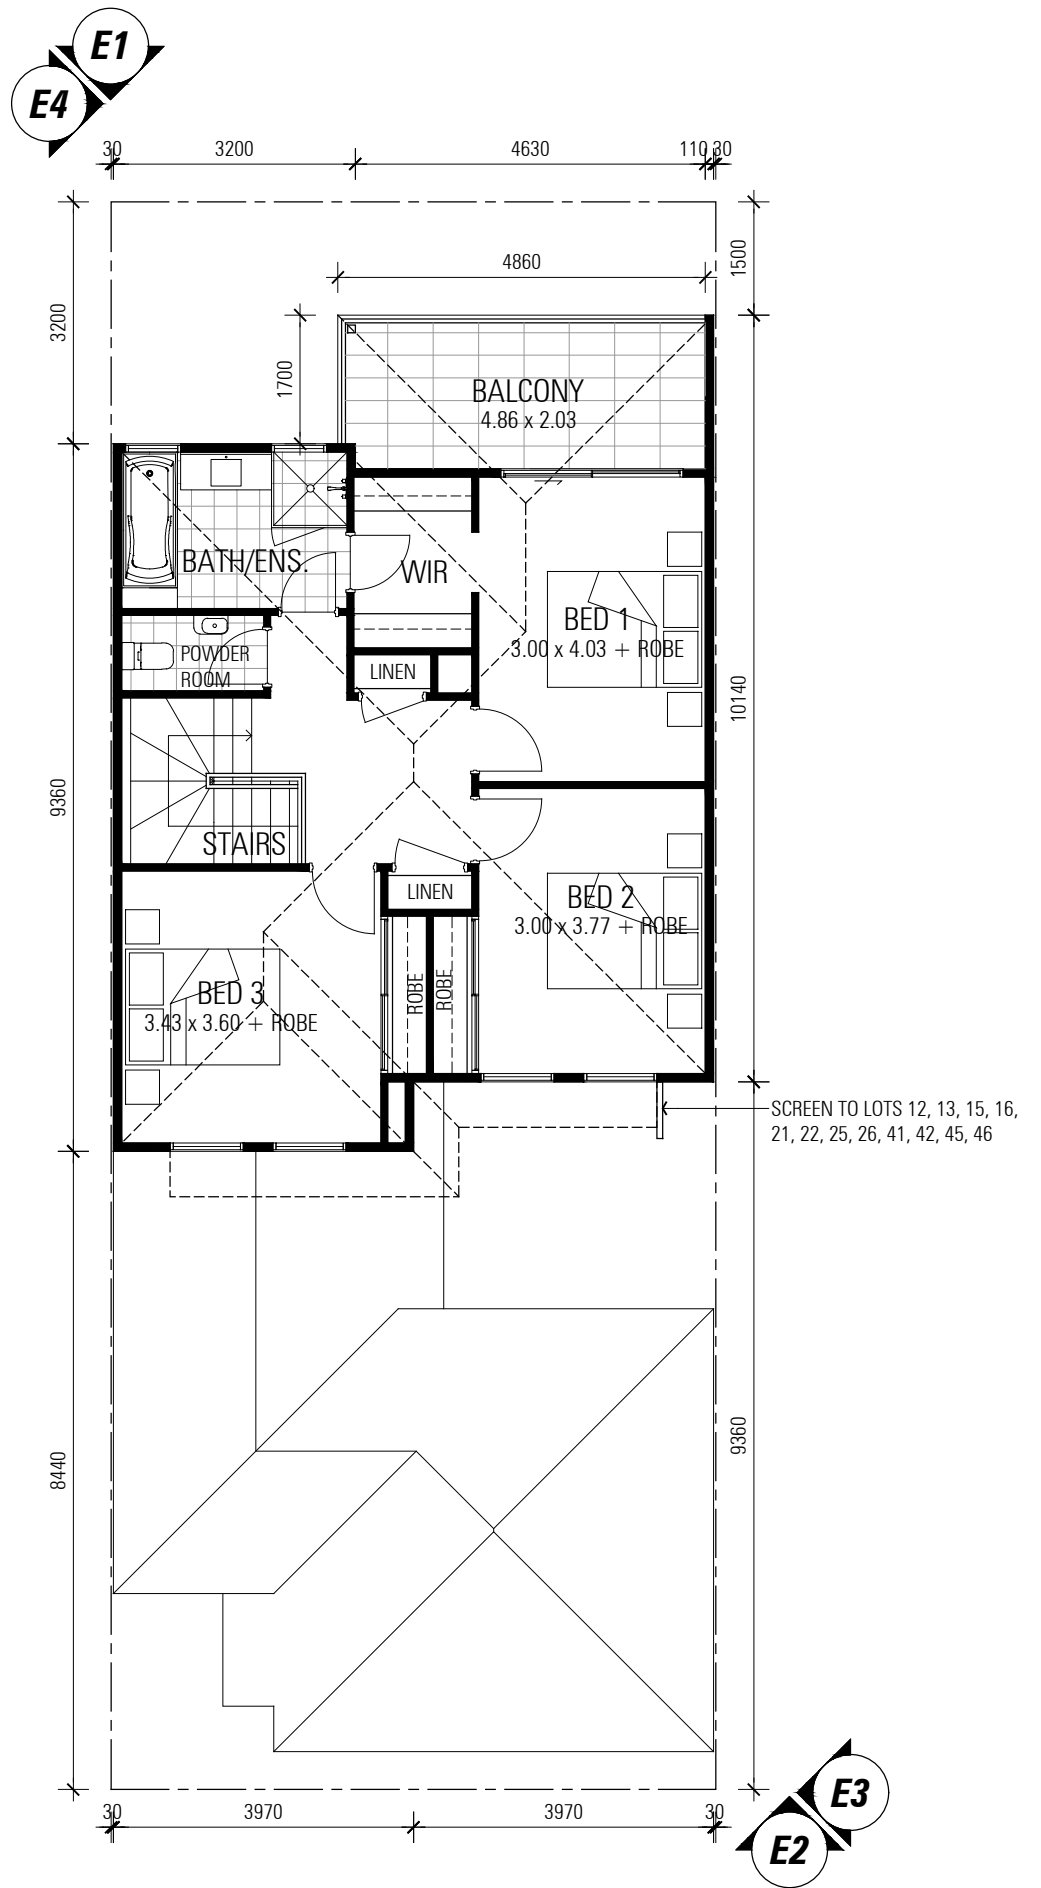 E1
E4
30
3200
4630
110
30
4860
1500
3200
1700
BALCONY
4.86 x 2.03
BATH/ENS.
WIR
BED 1
3.00 x 4.03 + ROBE
POWDER
ROOM
LINEN
10140
9360
STAIRS
LINEN
BED 2
3.00 x 3.77 + ROBE
ROBE
ROBE
BED 3
3.43 x 3.60 + ROBE
SCREEN TO LOTS 12, 13, 15, 16,
21, 22, 25, 26, 41, 42, 45, 46
9360
8440
30
3970
3970
30
E3
E2